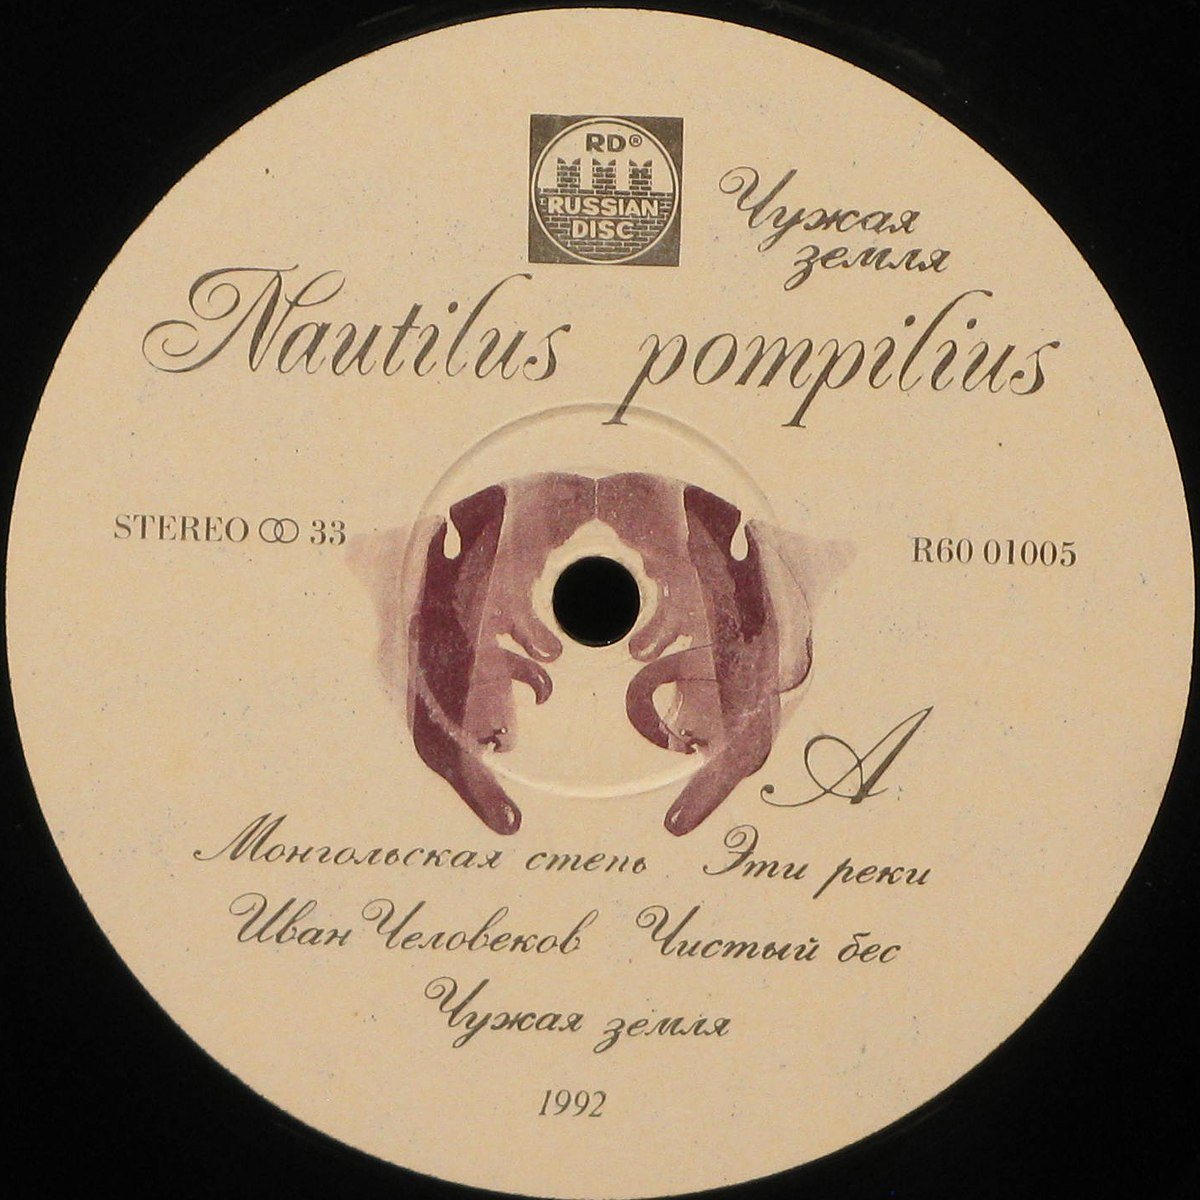 RD®
RUSSIAN
DISC
Чужая
земля
Nautilus pompilius
STEREO 33
R60 01005
A
Монгольская степь Эти реки
Иван Человеков Чистый бес
Чужая земля
1992